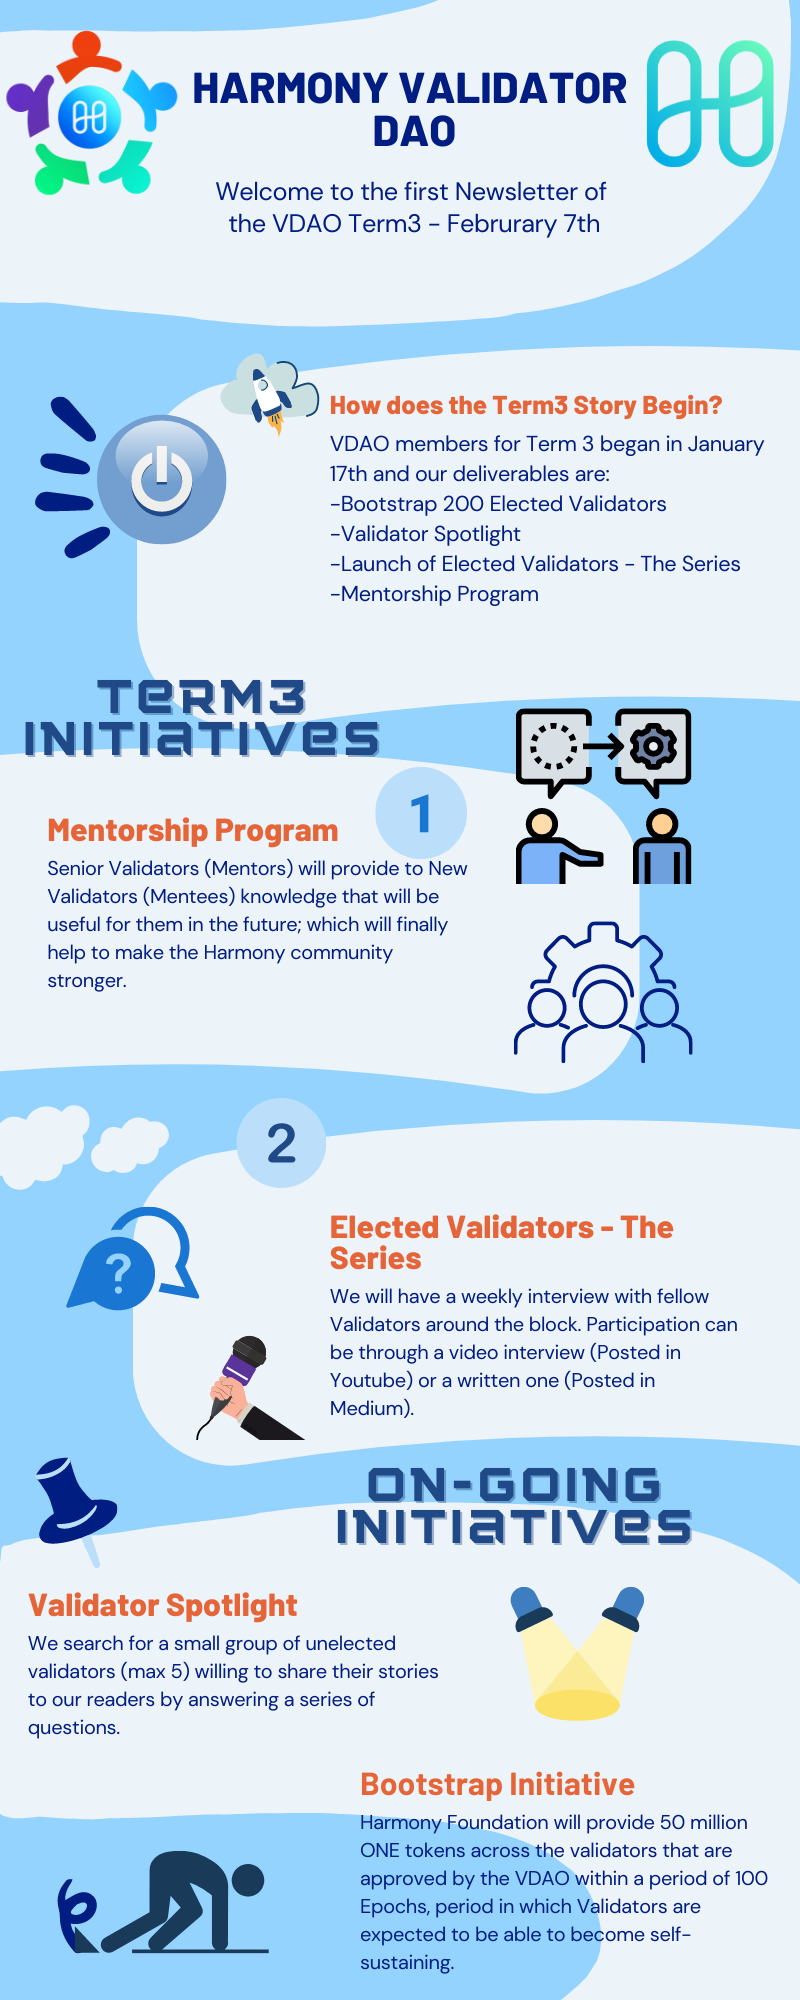 HARMONY VALIDATOR
DAO
Welcome to the first Newsletter of
the VDAO Term3 - Februrary 7th
How does the Term3 Story Begin?
VDAO members for Term 3 began in January
17th and our deliverables are:
-Bootstrap 200 Elected Validators
-Validator Spotlight
-Launch of Elected Validators - The Series
-Mentorship Program
TeRM3
INITIaTIVeS
1
Mentorship Program
Senior Validators (Mentors) will provide to New
Validators (Mentees) knowledge that will be
useful for them in the future; which will finally
help to make the Harmony community
stronger.
2
?
Elected Validators - The
Series
We will have a weekly interview with fellow
Validators around the block. Participation can
be through a video interview (Posted in
Youtube) or a written one (Posted in
Medium).
ON-GOING
INITIaTIVeS
Validator Spotlight
We search for a small group of unelected
validators (max 5) willing to share their stories
to our readers by answering a series of
questions.
Bootstrap Initiative
Harmony Foundation will provide 50 million
ONE tokens across the validators that are
approved by the VDAO within a period of 100
Epochs, period in which Validators are
expected to be able to become self-
sustaining.